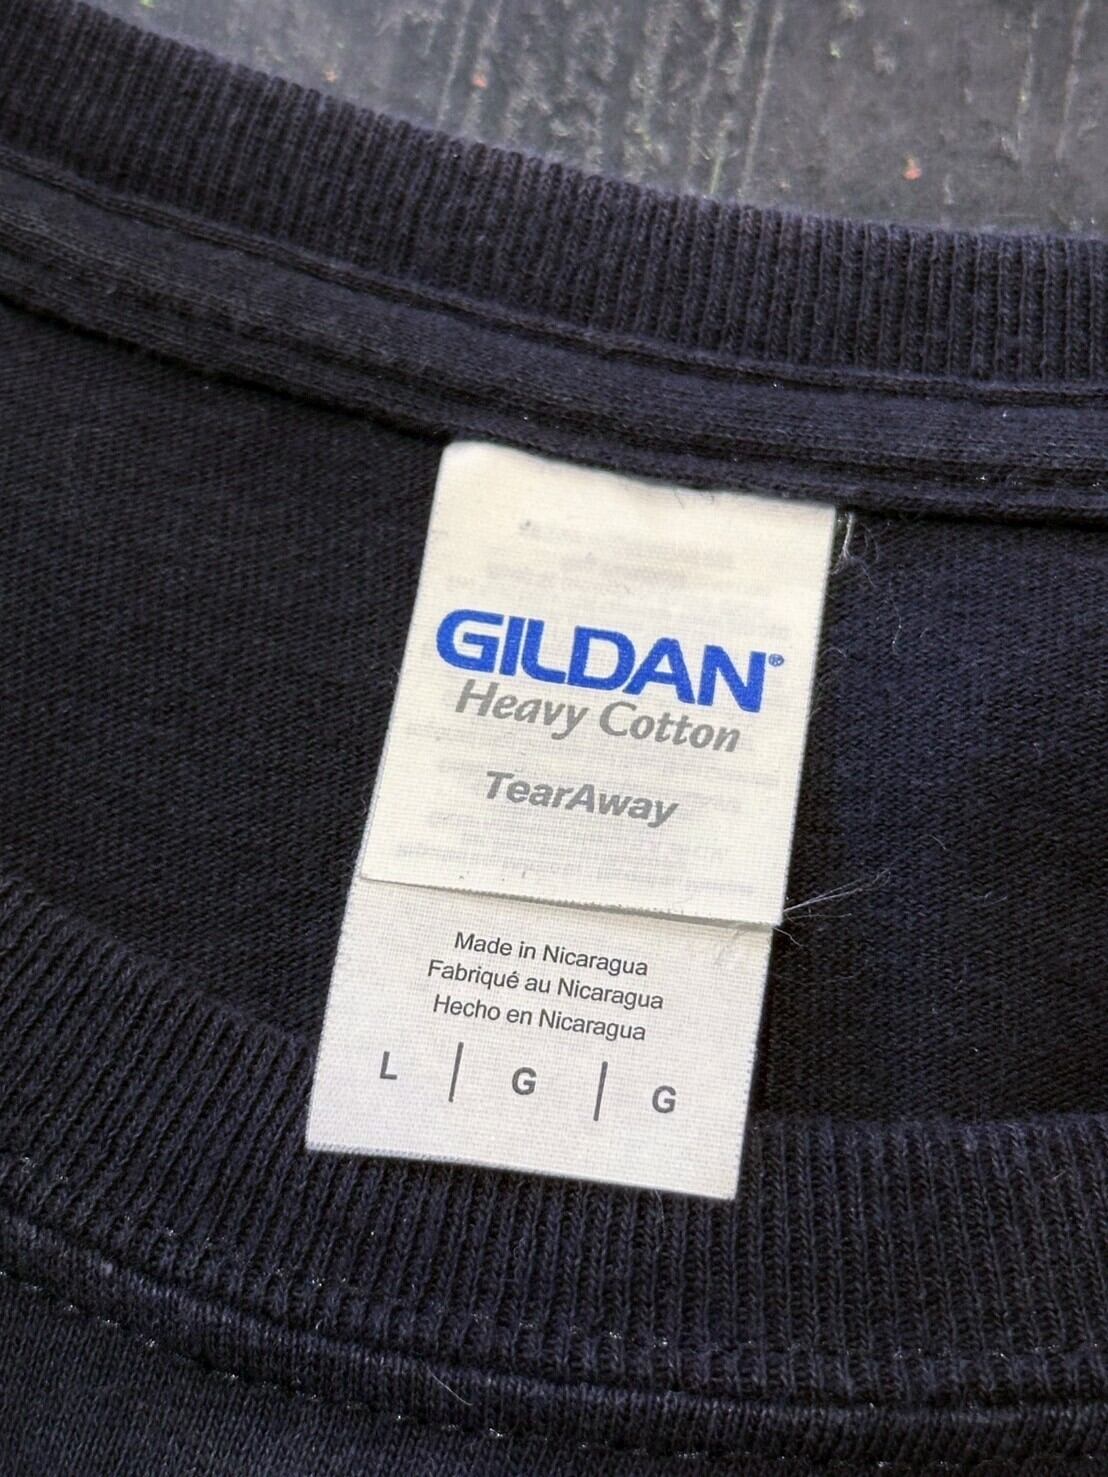 GILDAN®
Heavy Cotton
TearAway
Made in Nicaragua
Fabriqué au Nicaragua
Hecho en Nicaragua
L | G | G